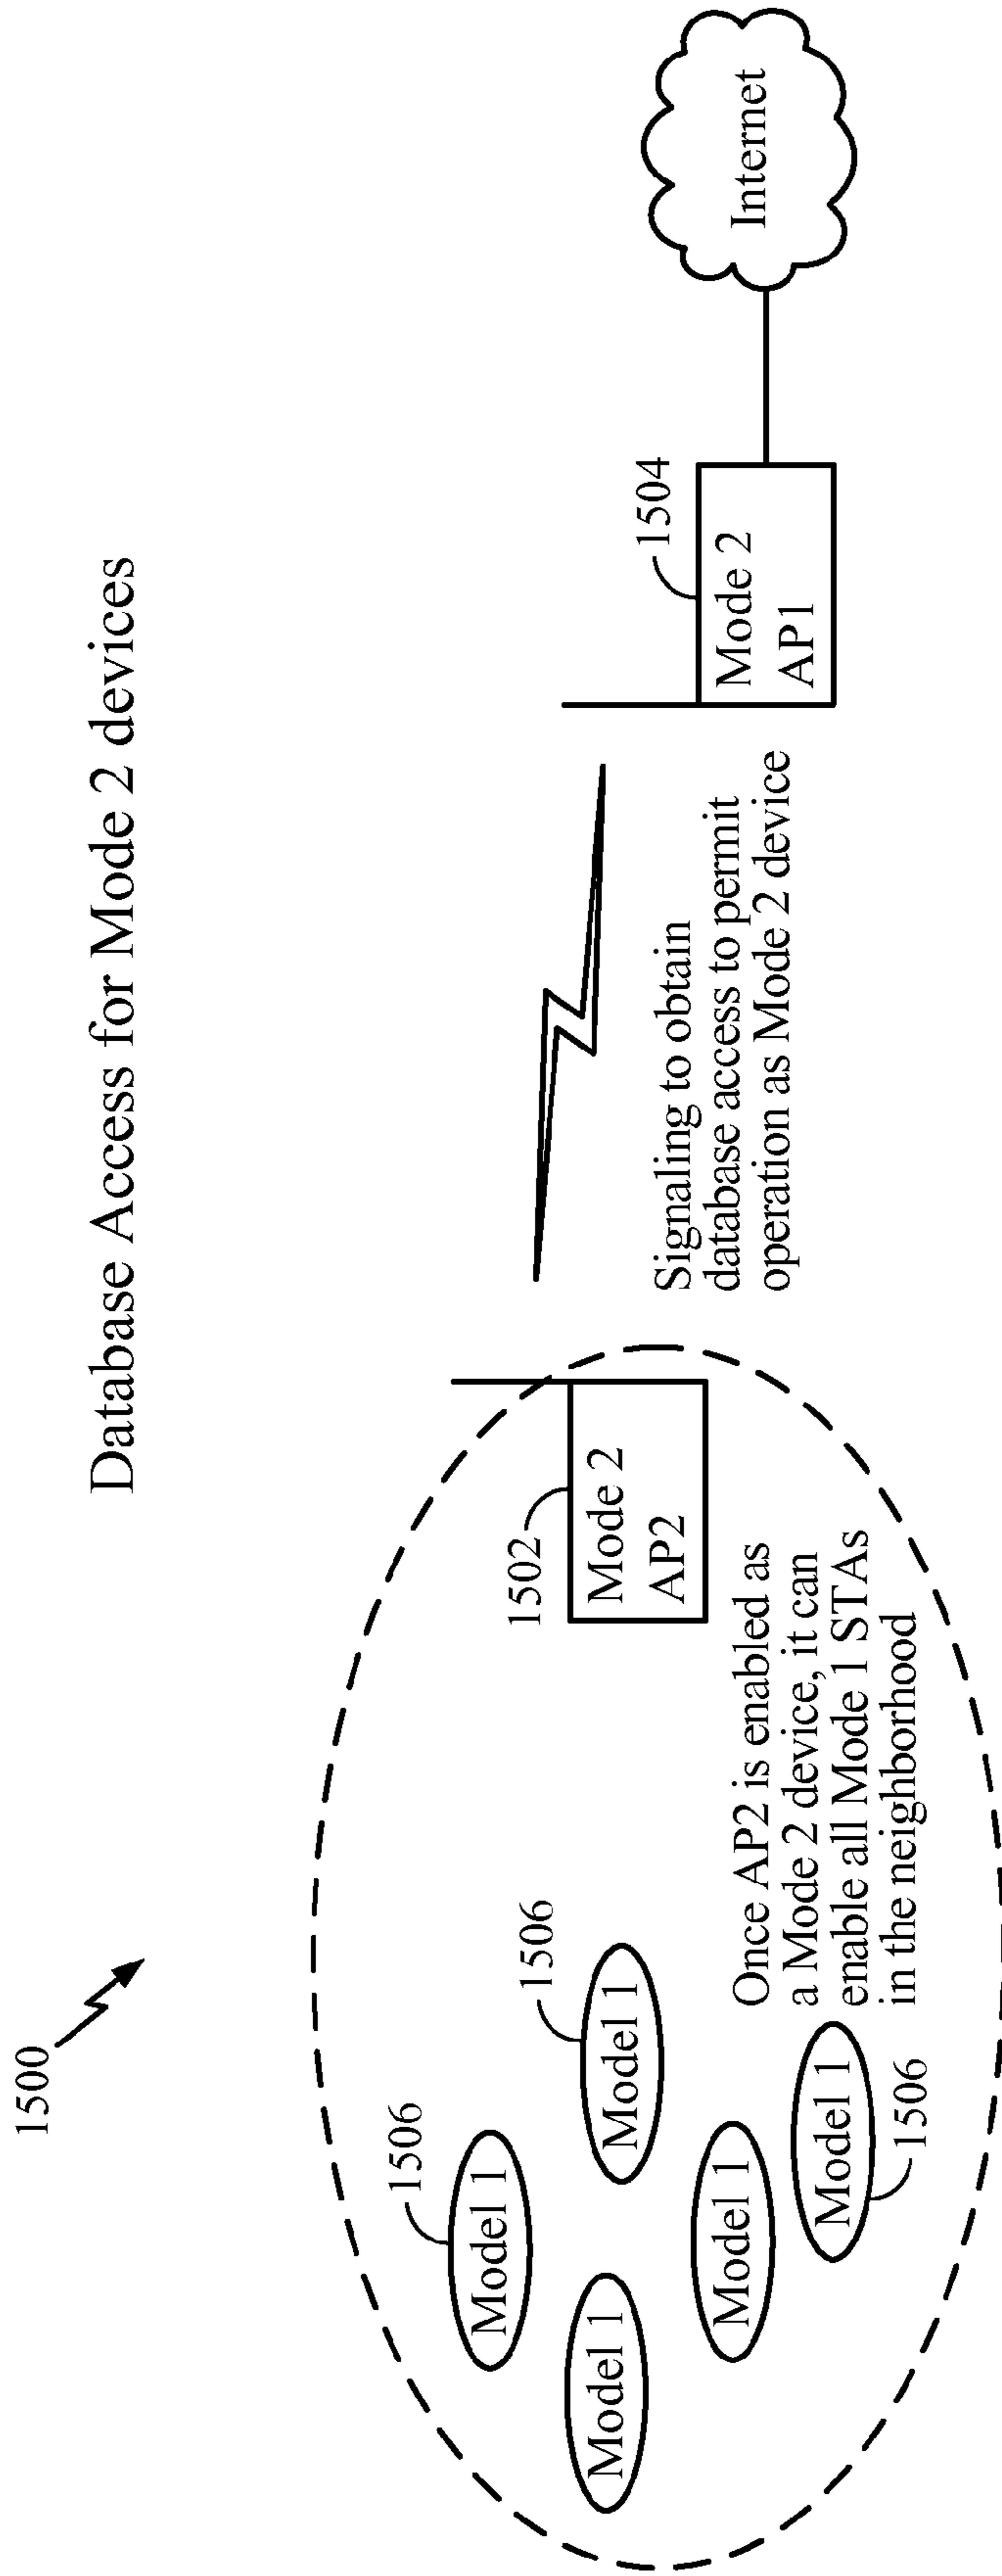 Database Access for Mode 2 devices
1500
1506
Model 1
1506
Model 1
Model 1
Model 1
Model 1
1506
1502
Mode 2
AP2
Once AP2 is enabled as
a Mode 2 device, it can
enable all Mode 1 STAs
in the neighborhood
Signaling to obtain
database access to permit
operation as Mode 2 device
1504
Mode 2
AP1
Internet